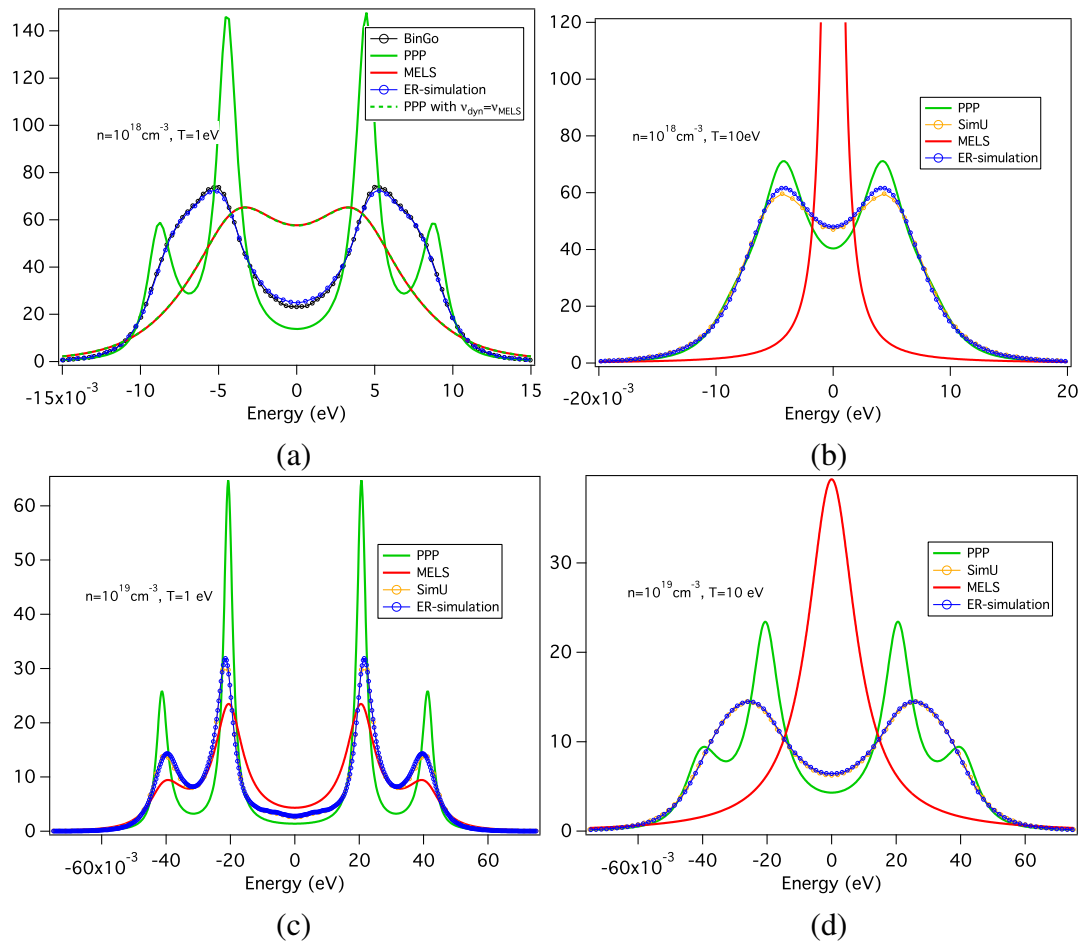 140
120
100
80
60
40
20
0
BinGo
PPP
MELS
ER-simulation
PPP with νdyn=νMELS
n=10^18cm^-3, T=1eV
-15x10^-3
-10
-5
0
5
10
15
Energy (eV)
(a)
120
100
80
60
40
20
0
PPP
SimU
MELS
ER-simulation
n=10^18cm^-3, T=10eV
-20x10^-3
-10
0
10
20
Energy (eV)
(b)
60
50
40
30
20
10
0
PPP
MELS
SimU
ER-simulation
n=10^19cm^-3, T=1 eV
-60x10^-3
-40
-20
0
20
40
60
Energy (eV)
(c)
30
20
10
0
PPP
SimU
MELS
ER-simulation
n=10^19cm^-3, T=10 eV
-60x10^-3
-40
-20
0
20
40
60
Energy (eV)
(d)